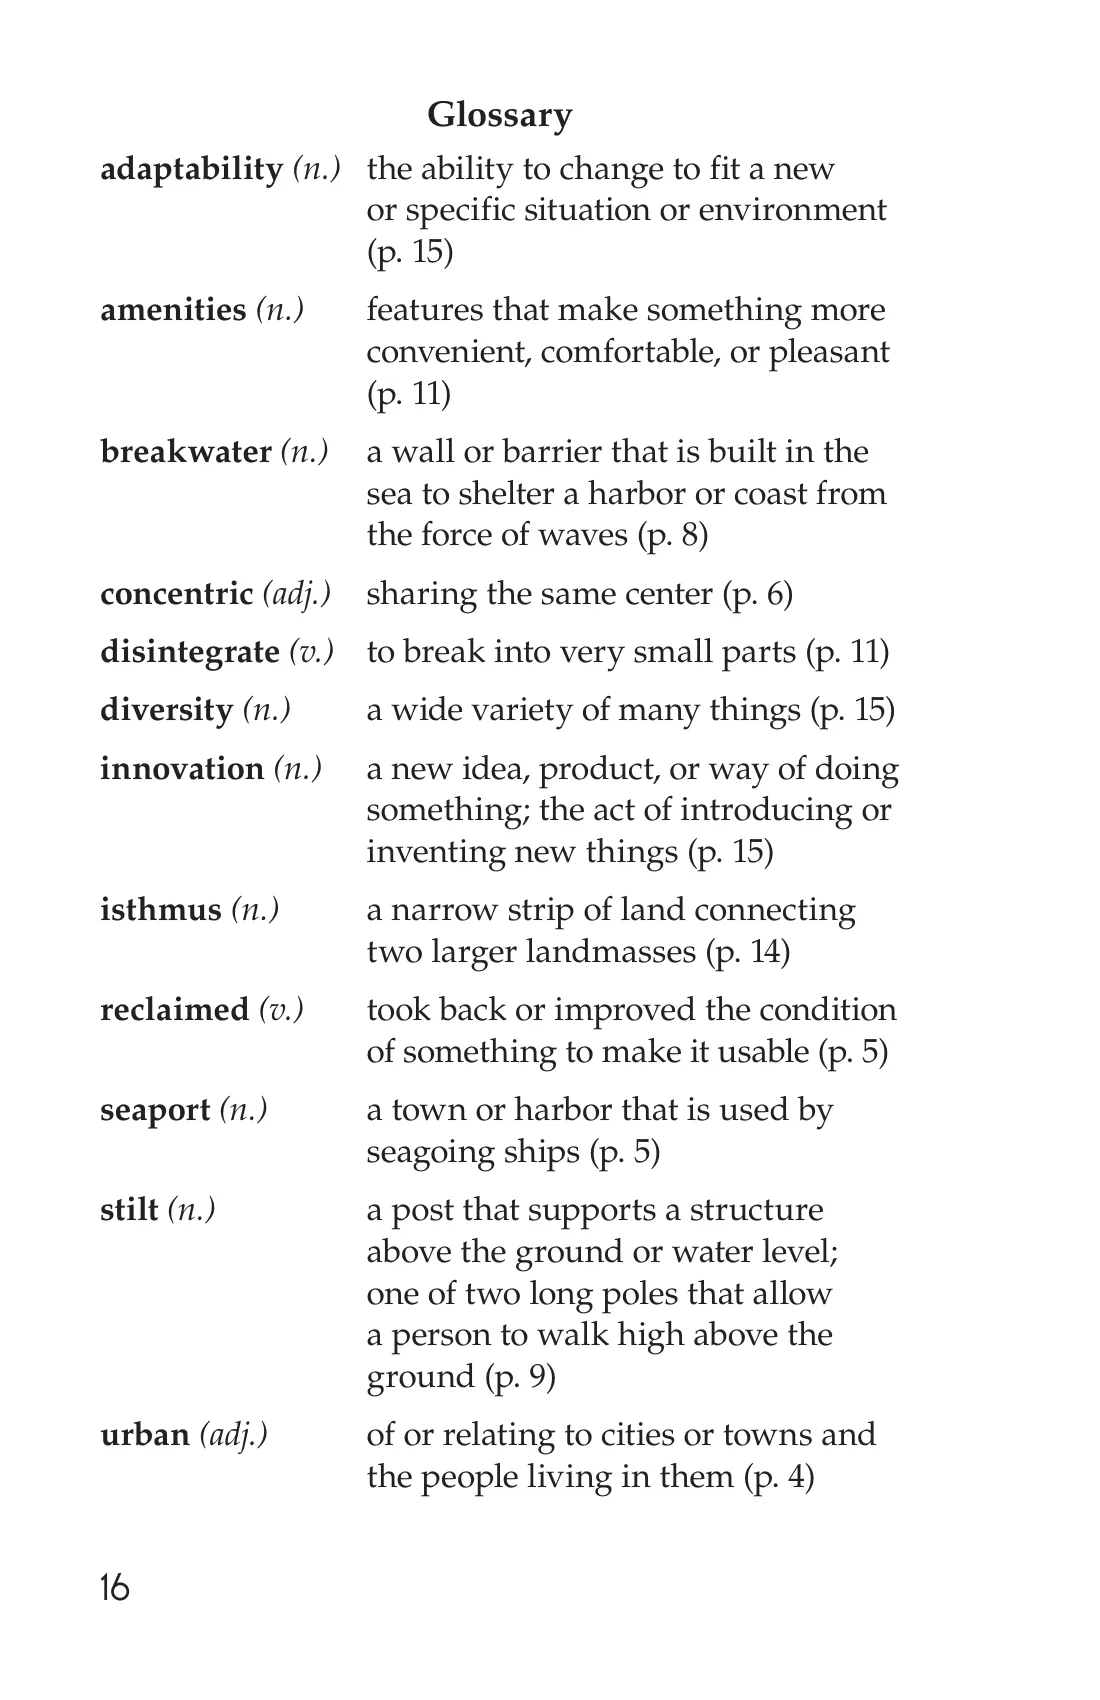 Glossary
adaptability (n.) the ability to change to fit a new
or specific situation or environment
(p. 15)
amenities (n.) features that make something more
convenient, comfortable, or pleasant
(p. 11)
breakwater (n.) a wall or barrier that is built in the
sea to shelter a harbor or coast from
the force of waves (p. 8)
concentric (adj.) sharing the same center (p. 6)
disintegrate (v.) to break into very small parts (p. 11)
diversity (n.) a wide variety of many things (p. 15)
innovation (n.) a new idea, product, or way of doing
something; the act of introducing or
inventing new things (p. 15)
isthmus (n.) a narrow strip of land connecting
two larger landmasses (p. 14)
reclaimed (v.) took back or improved the condition
of something to make it usable (p. 5)
seaport (n.) a town or harbor that is used by
seagoing ships (p. 5)
stilt (n.) a post that supports a structure
above the ground or water level;
one of two long poles that allow
a person to walk high above the
ground (p. 9)
urban (adj.) of or relating to cities or towns and
the people living in them (p. 4)
16